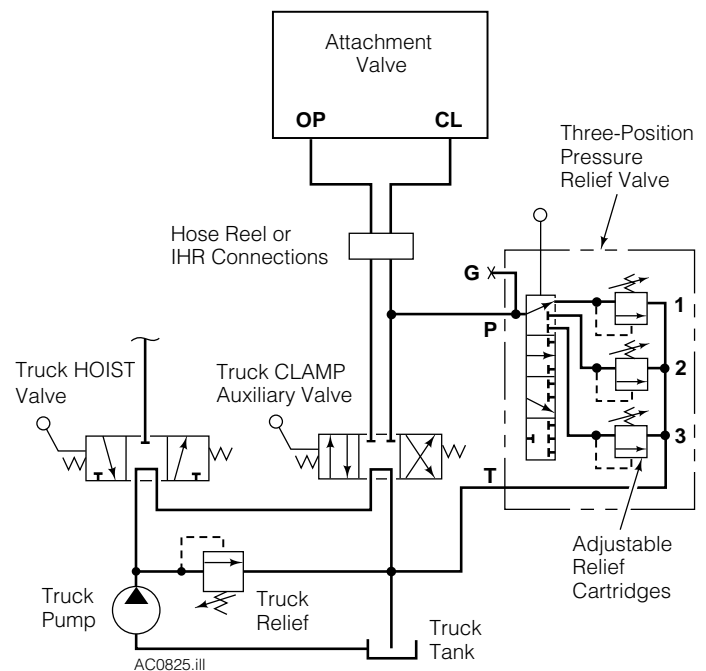 Attachment
Valve
OP
CL
Three-Position
Pressure
Relief Valve
Hose Reel or
IHR Connections
G
P
1
2
3
T
Truck HOIST
Valve
Truck CLAMP
Auxiliary Valve
Adjustable
Relief
Cartridges
Truck
Pump
Truck
Relief
Truck
Tank
AC0825.ill